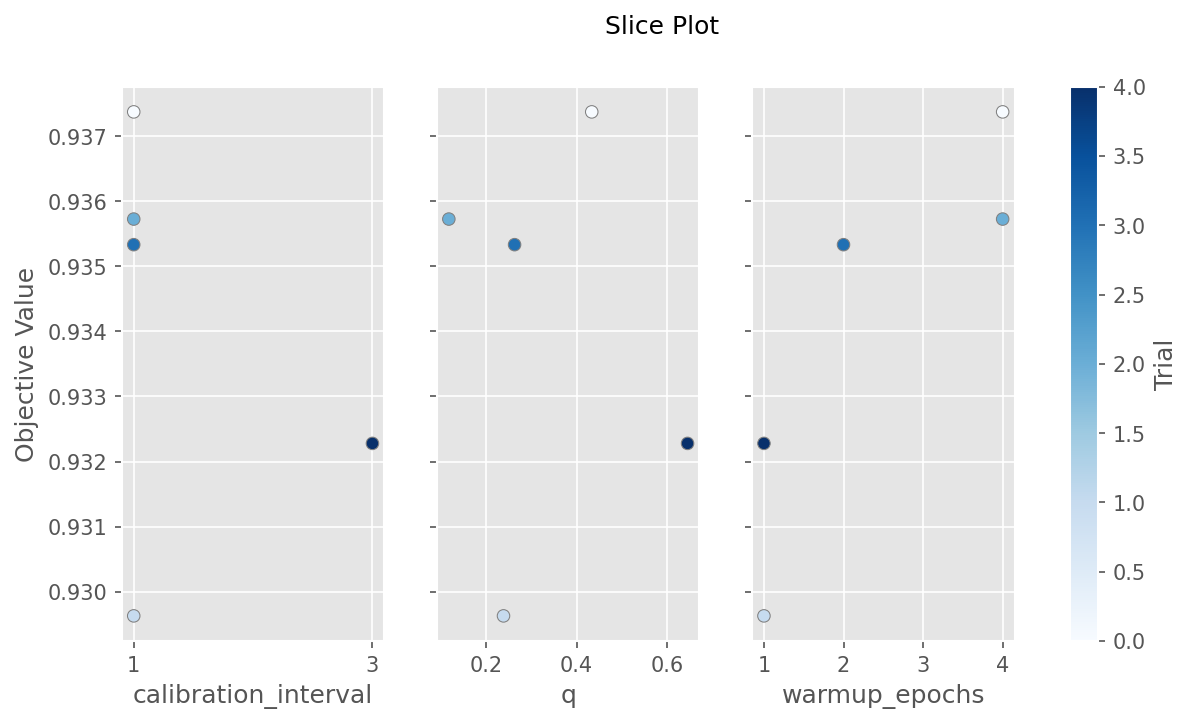 Slice Plot
Objective Value
0.937
0.936
0.935
0.934
0.933
0.932
0.931
0.930
1 3
calibration_interval
0.2 0.4 0.6
q
1 2 3 4
warmup_epochs
4.0
3.5
3.0
2.5
2.0
1.5
1.0
0.5
0.0
Trial